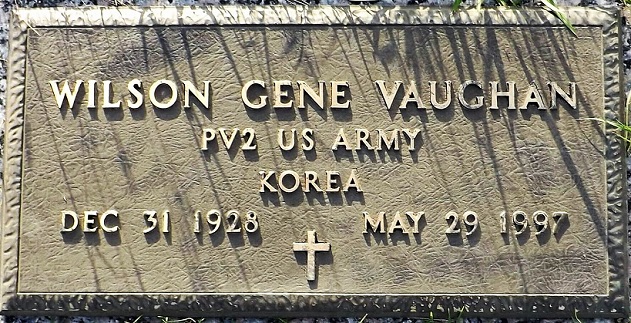 WILSON GENE VAUGHAN
PV2 US ARMY
KOREA
DEC 31 1928 MAY 29 1997